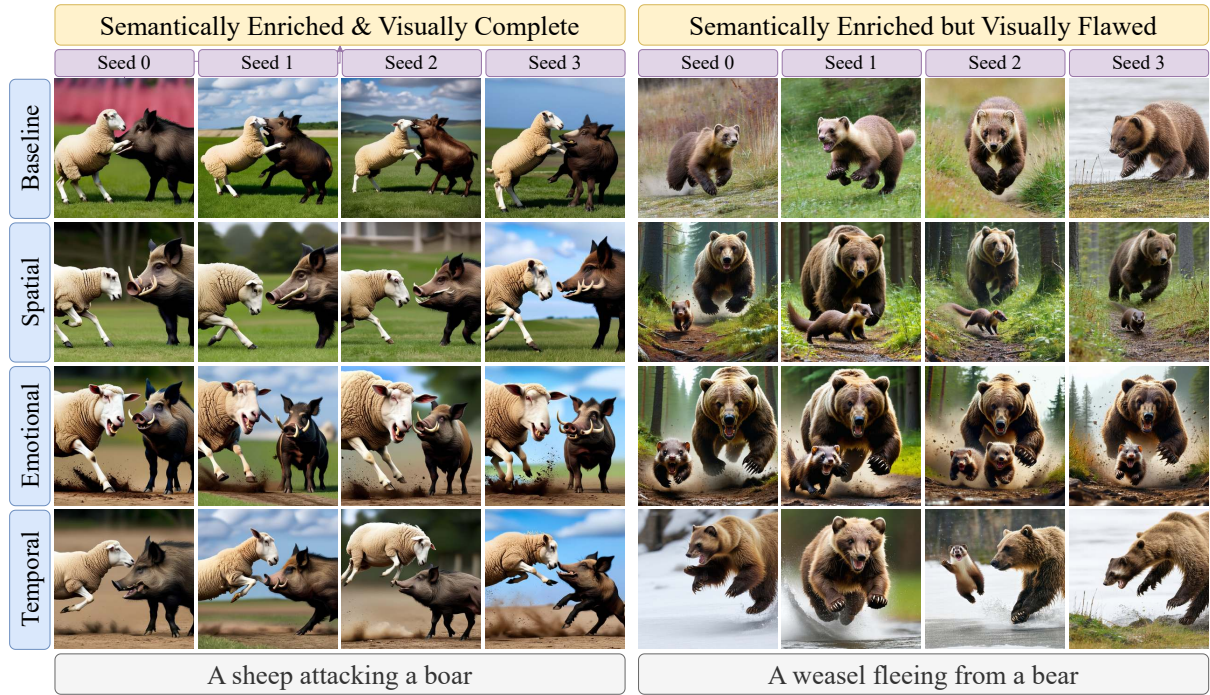 Semantically Enriched & Visually Complete
Semantically Enriched but Visually Flawed
Seed 0
Seed 1
Seed 2
Seed 3
Seed 0
Seed 1
Seed 2
Seed 3
Baseline
Spatial
Emotional
Temporal
A sheep attacking a boar
A weasel fleeing from a bear